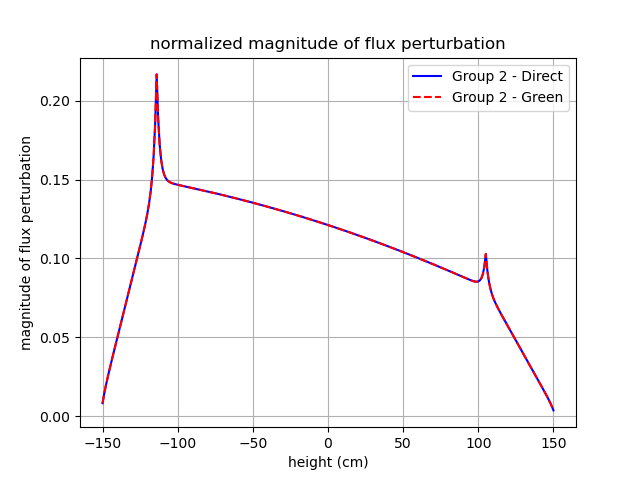 normalized magnitude of flux perturbation
Group 2 - Direct
Group 2 - Green
magnitude of flux perturbation
0.20
0.15
0.10
0.05
0.00
−150
−100
−50
0
50
100
150
height (cm)